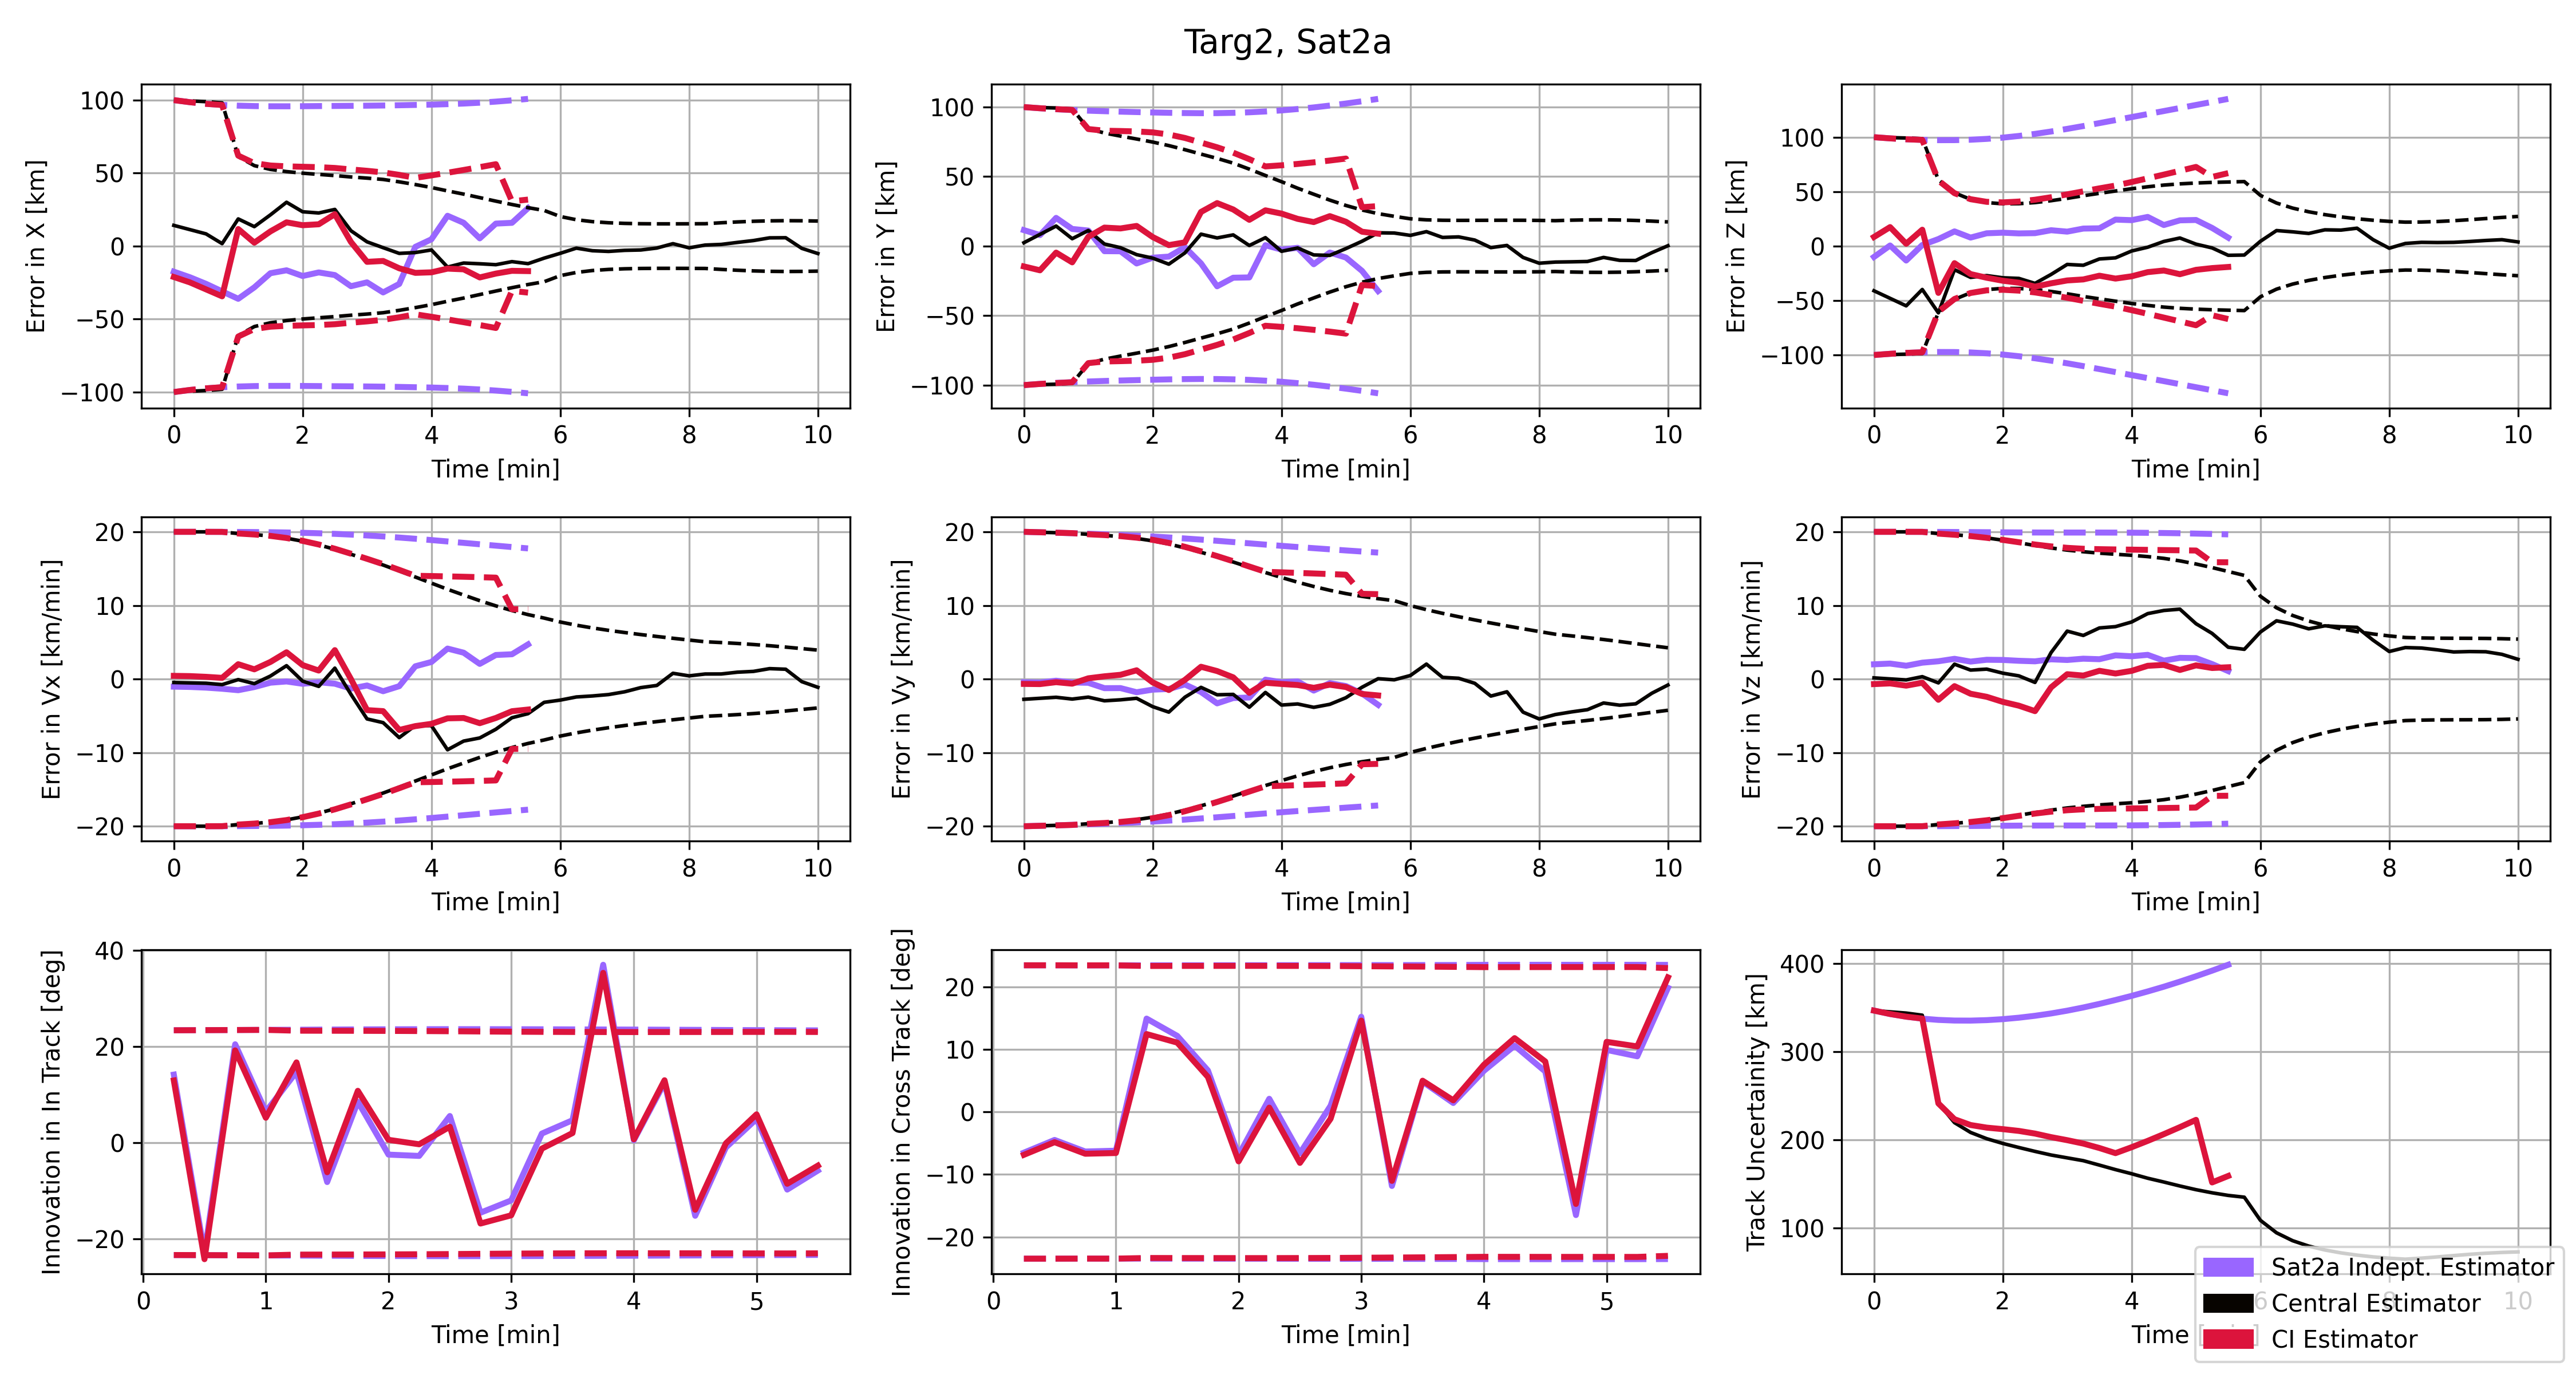 Targ2, Sat2a
Error in X [km]
100
50
0
−50
−100
0 2 4 6 8 10
Time [min]
Error in Y [km]
100
50
0
−50
−100
0 2 4 6 8 10
Time [min]
Error in Z [km]
100
50
0
−50
−100
0 2 4 6 8 10
Time [min]
Error in Vx [km/min]
20
10
0
−10
−20
0 2 4 6 8 10
Time [min]
Error in Vy [km/min]
20
10
0
−10
−20
0 2 4 6 8 10
Time [min]
Error in Vz [km/min]
20
10
0
−10
−20
0 2 4 6 8 10
Time [min]
Innovation in In Track [deg]
40
20
0
−20
0 1 2 3 4 5
Time [min]
Innovation in Cross Track [deg]
20
10
0
−10
−20
0 1 2 3 4 5
Time [min]
Track Uncertainity [km]
400
300
200
100
0 2 4 6 8 10
Time
Sat2a Indept. Estimator
Central Estimator
CI Estimator